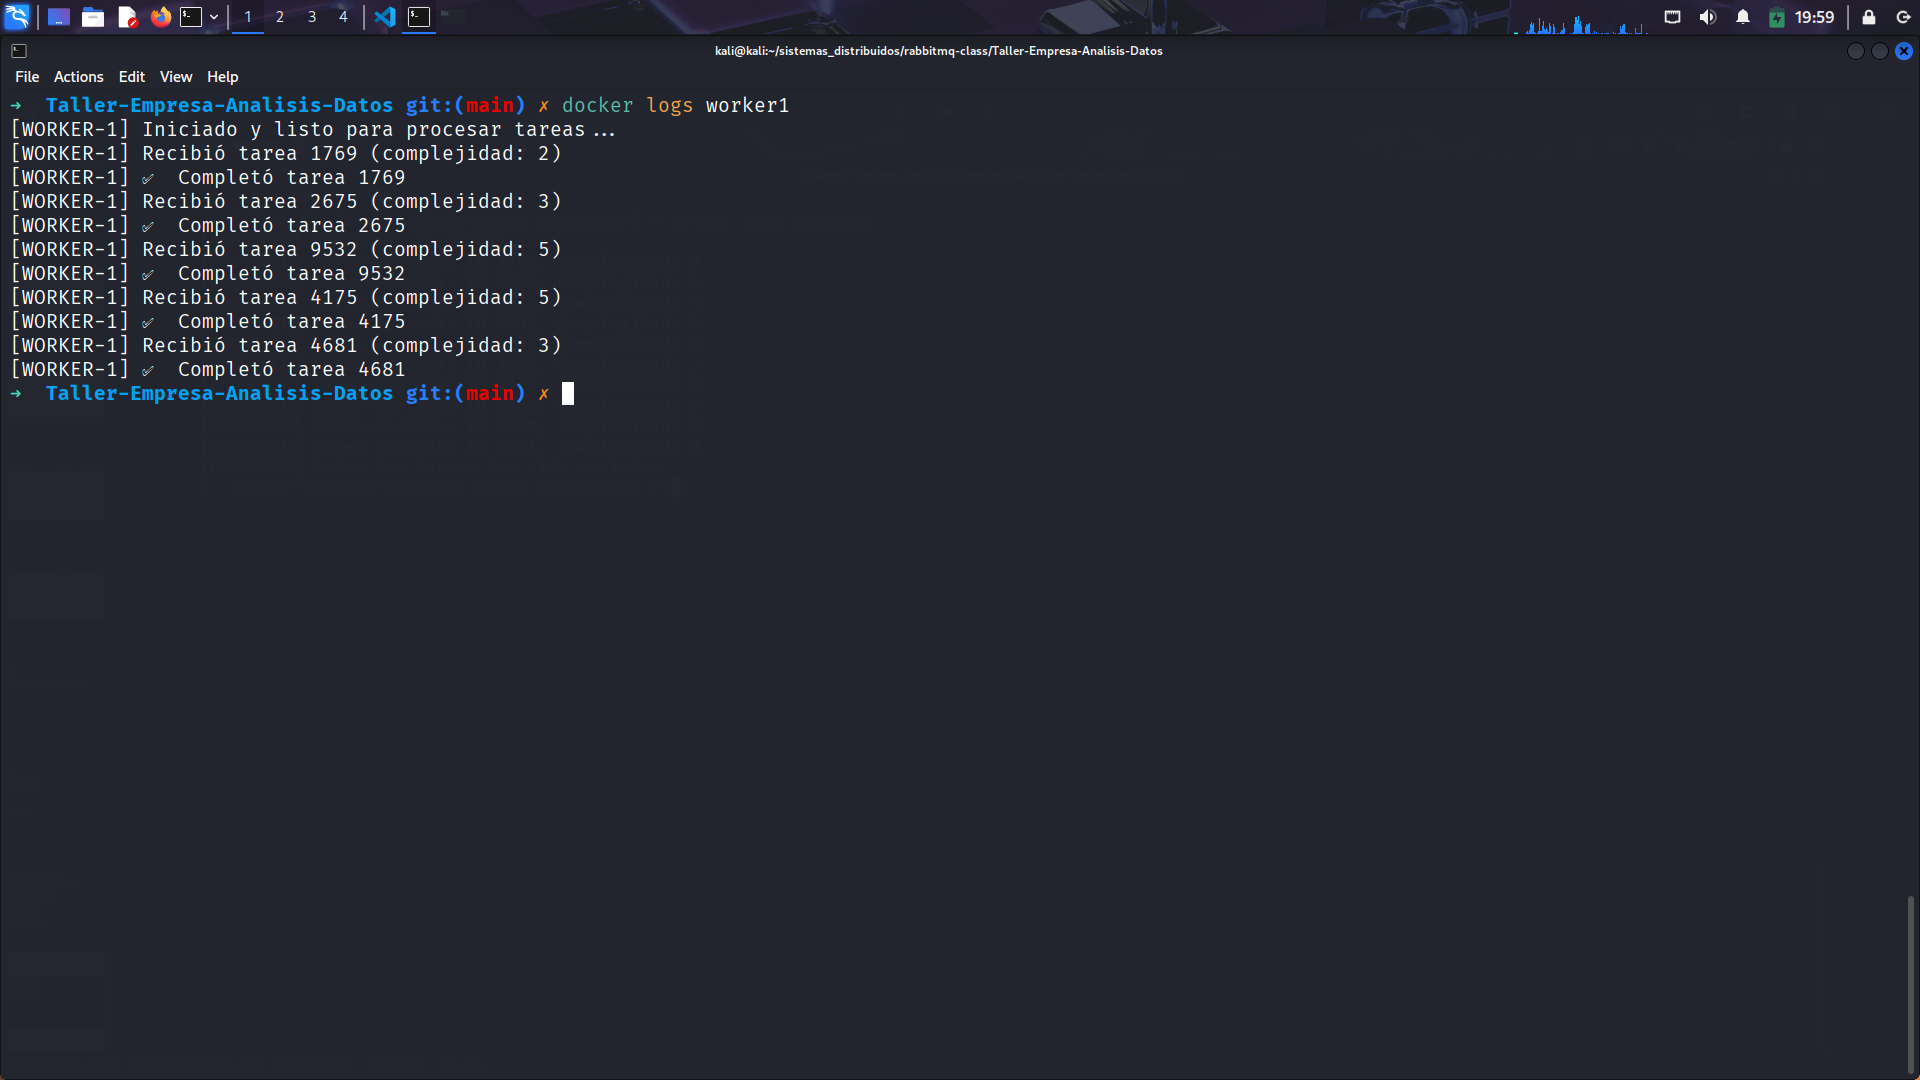 1 2 3 4 19:59
kali@kali:~/sistemas_distribuidos/rabbitmq-class/Taller-Empresa-Analisis-Datos
File Actions Edit View Help
→ Taller-Empresa-Analisis-Datos git:(main) ✗ docker logs worker1
[WORKER-1] Iniciado y listo para procesar tareas...
[WORKER-1] Recibió tarea 1769 (complejidad: 2)
[WORKER-1] ✅ Completó tarea 1769
[WORKER-1] Recibió tarea 2675 (complejidad: 3)
[WORKER-1] ✅ Completó tarea 2675
[WORKER-1] Recibió tarea 9532 (complejidad: 5)
[WORKER-1] ✅ Completó tarea 9532
[WORKER-1] Recibió tarea 4175 (complejidad: 5)
[WORKER-1] ✅ Completó tarea 4175
[WORKER-1] Recibió tarea 4681 (complejidad: 3)
[WORKER-1] ✅ Completó tarea 4681
→ Taller-Empresa-Analisis-Datos git:(main) ✗